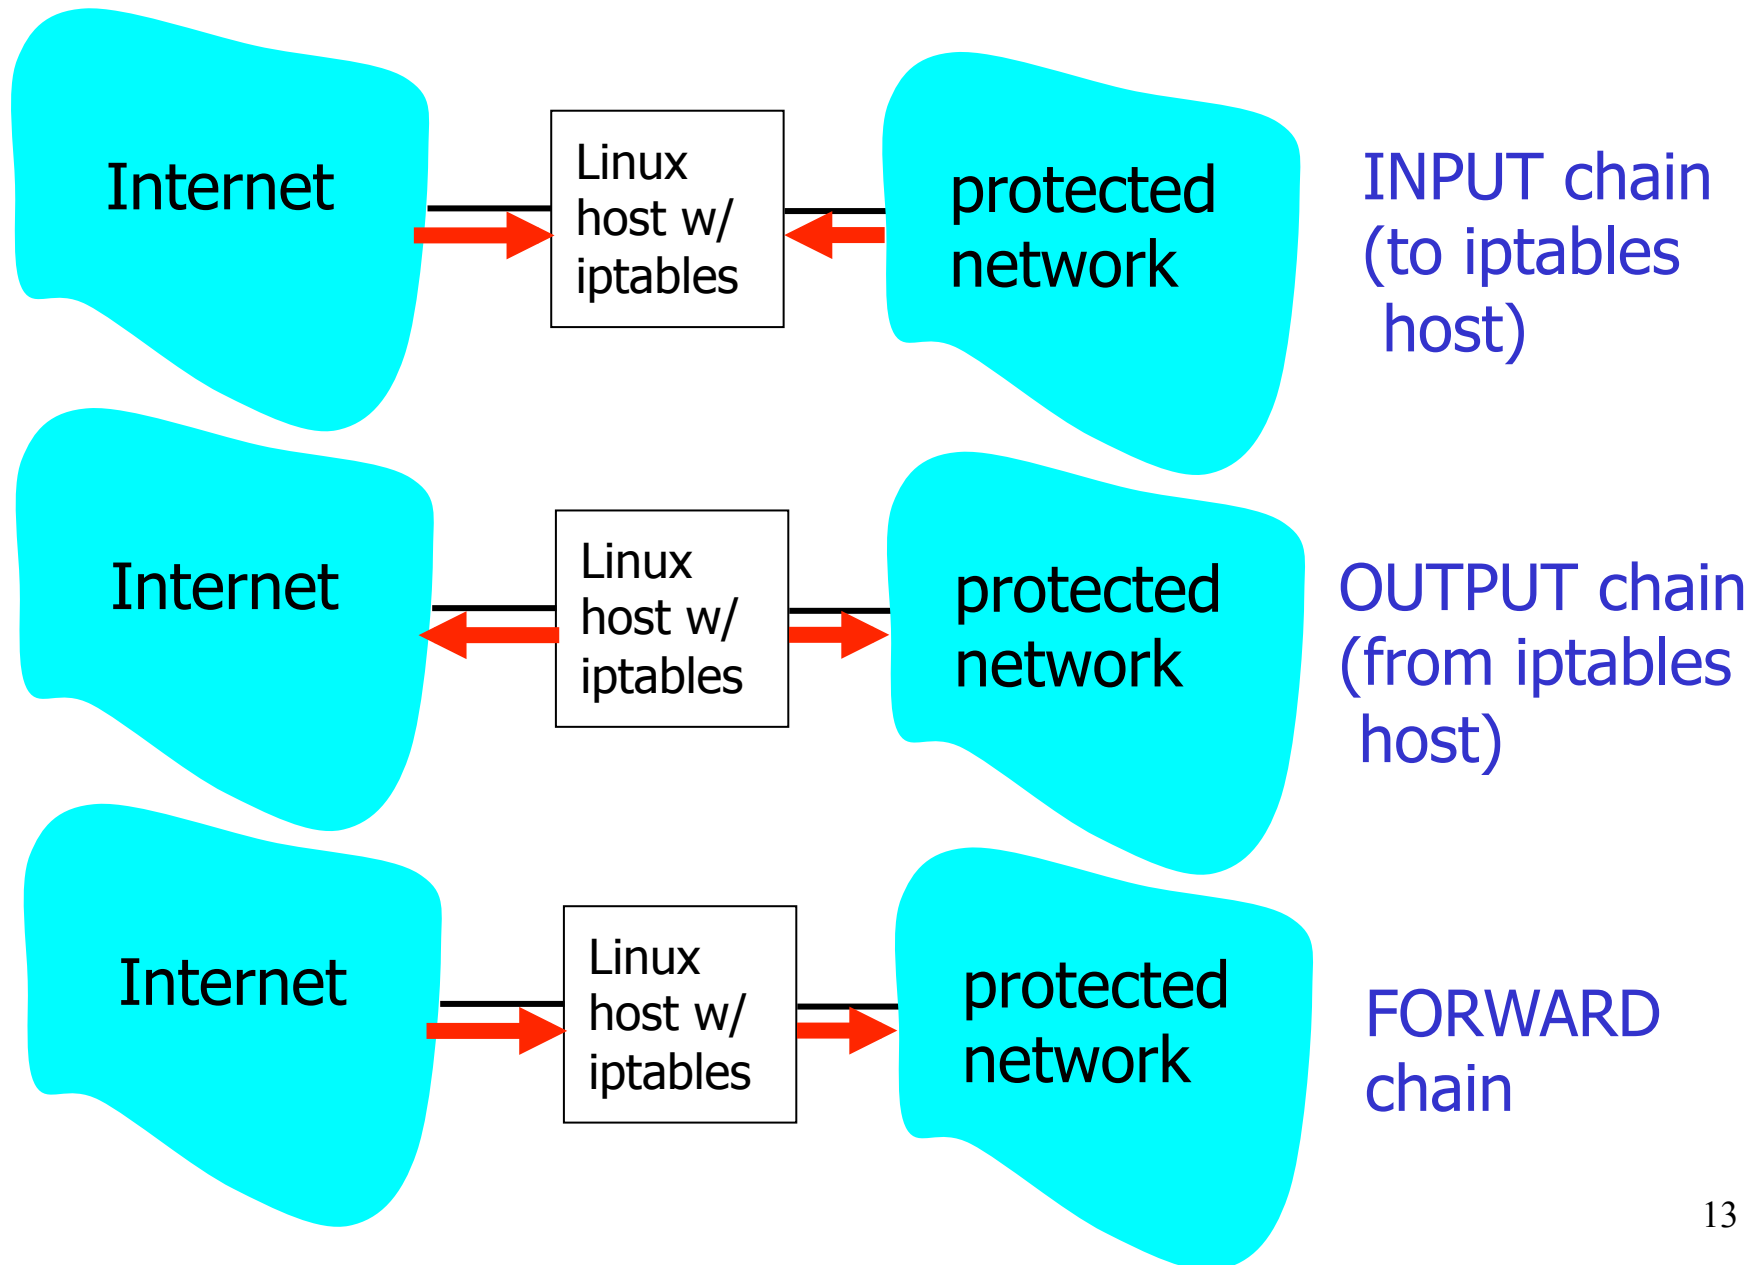 Internet
Linux
host w/
iptables
protected
network
INPUT chain
(to iptables
host)
Internet
Linux
host w/
iptables
protected
network
OUTPUT chain
(from iptables
host)
Internet
Linux
host w/
iptables
protected
network
FORWARD
chain
13